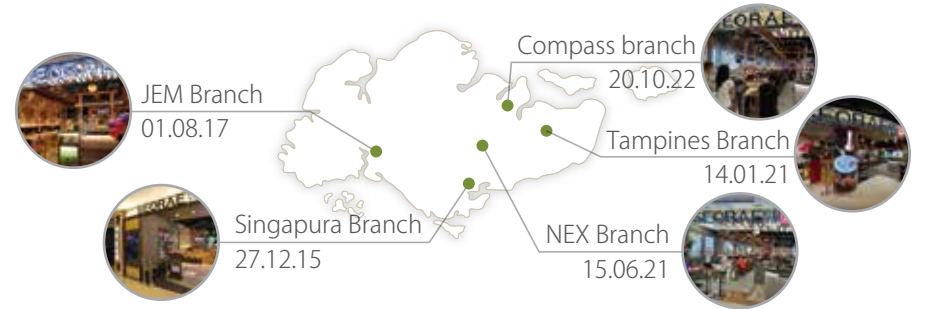 Compass branch
20.10.22
JEM Branch
01.08.17
Tampines Branch
14.01.21
Singapura Branch
27.12.15
NEX Branch
15.06.21